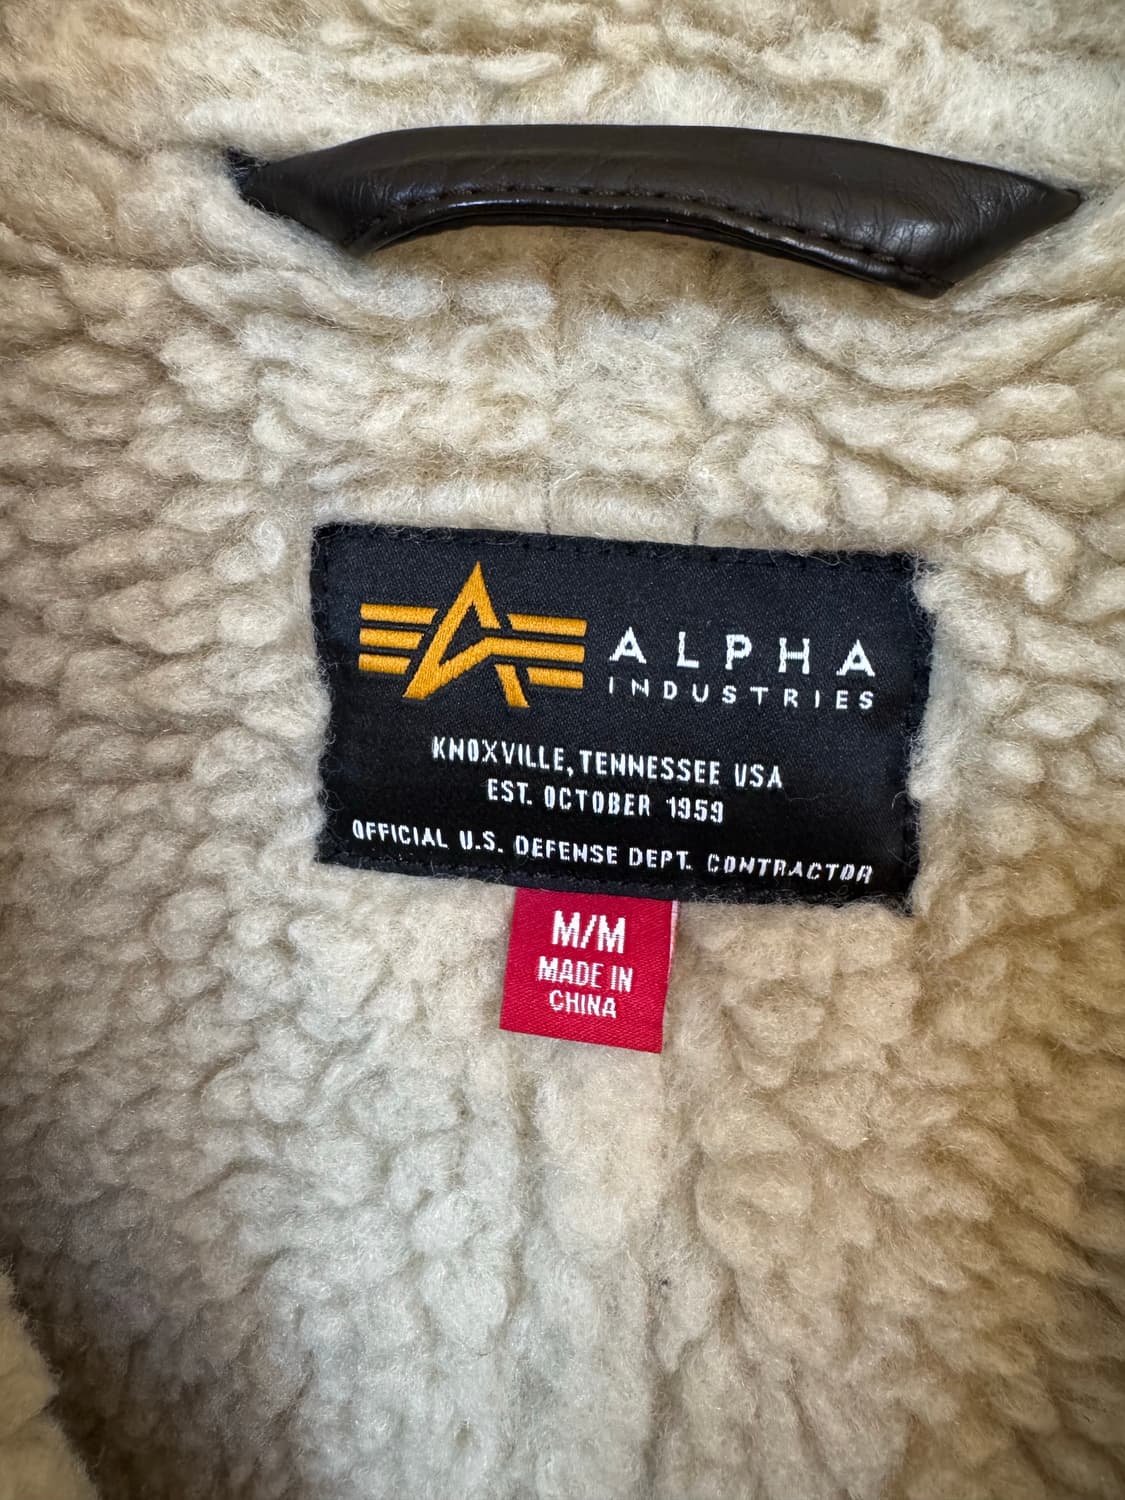 ALPHA
INDUSTRIES
KNOXVILLE, TENNESSEE USA
EST. OCTOBER 1959
OFFICIAL U.S. DEFENSE DEPT. CONTRACTOR
M/M
MADE IN
CHINA